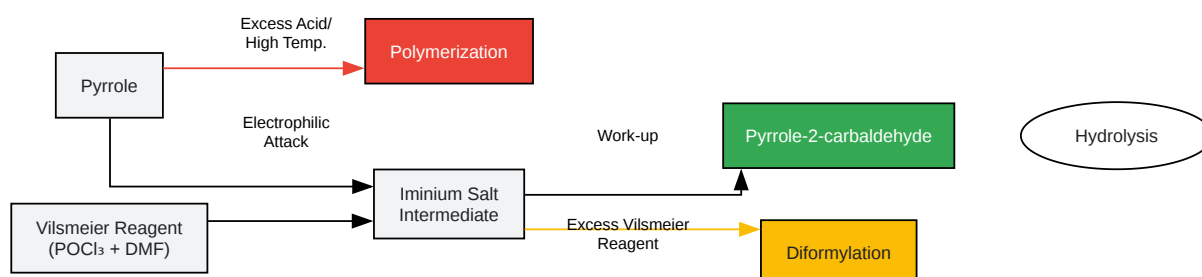 Excess Acid/
High Temp.
Polymerization
Pyrrole
Electrophilic
Attack
Work-up
Pyrrole-2-carbaldehyde
Hydrolysis
Iminium Salt
Intermediate
Vilsmeier Reagent
(POCl₃ + DMF)
Excess Vilsmeier
Reagent
Diformylation